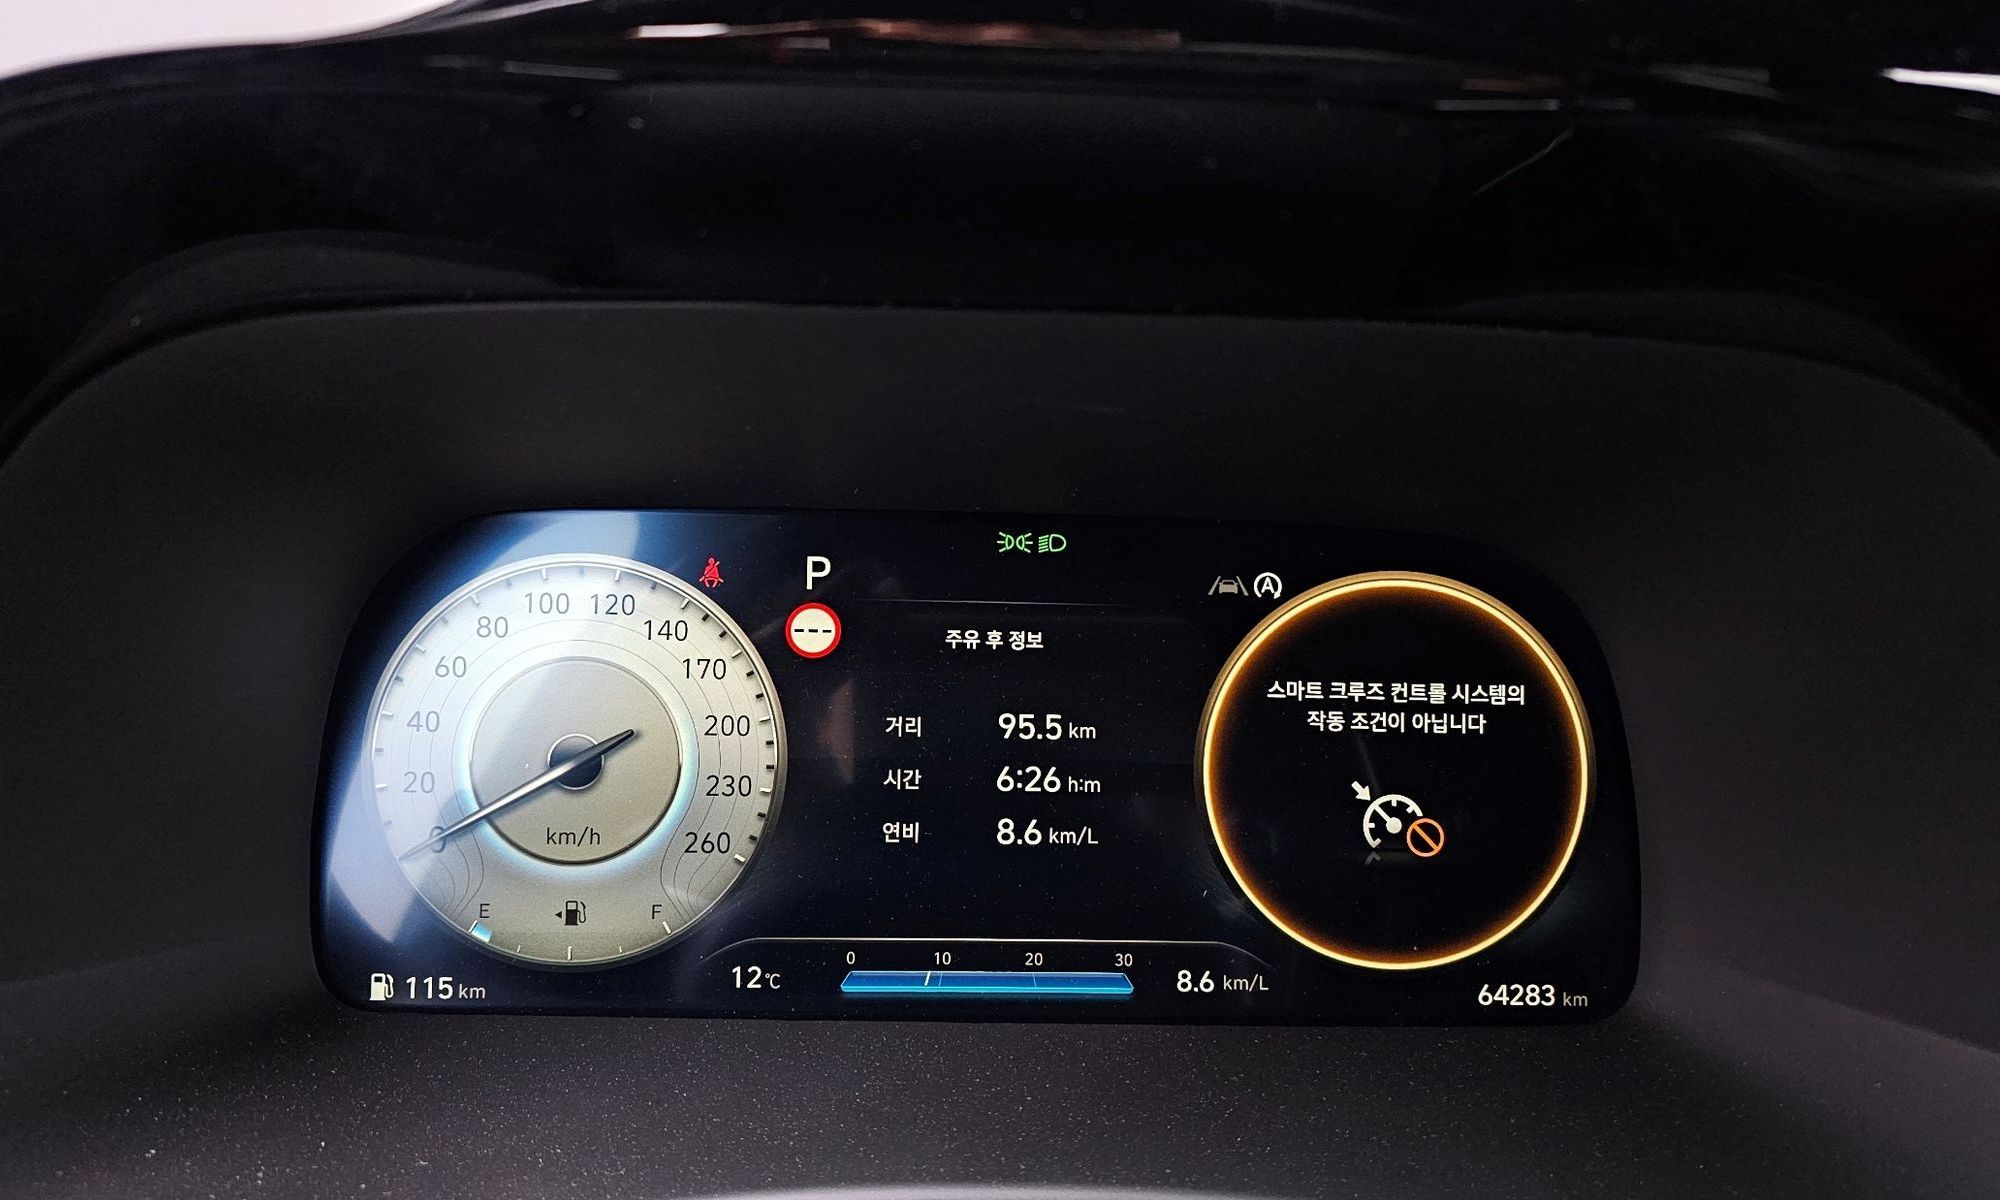 P
---
100 120
80
140
60
170
40
200
20
230
0
260
km/h
E
F
115 km
주유 후 정보
거리 95.5 km
시간 6:26 h:m
연비 8.6 km/L
12℃
0 10 20 30
8.6 km/L
A
스마트 크루즈 컨트롤 시스템의
작동 조건이 아닙니다
64283 km